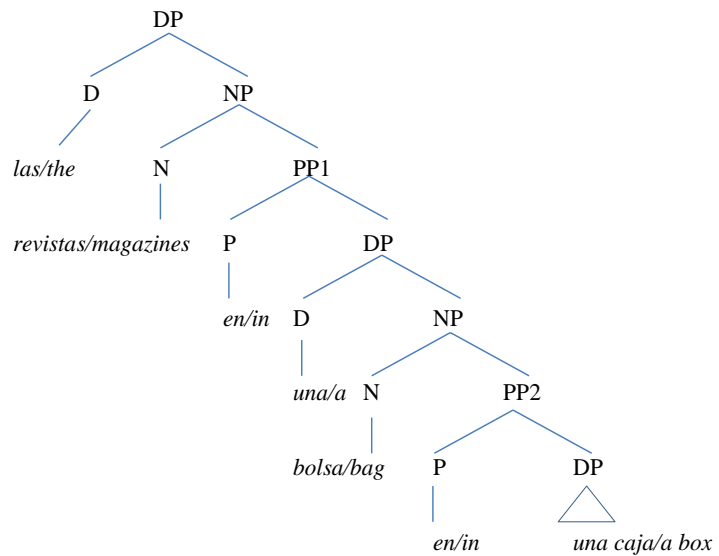 DP
D NP
las/the N PP1
revistas/magazines P DP
en/in D NP
una/a N PP2
bolsa/bag P DP
en/in una caja/a box